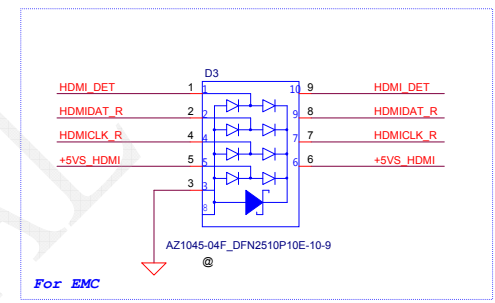 D3
HDMI_DET 1 1 10 9 HDMI_DET
HDMIDAT_R 2 2 9 8 HDMIDAT_R
HDMICLK_R 4 4 7 7 HDMICLK_R
+5VS_HDMI 5 5 6 6 +5VS_HDMI
3 3
8
AZ1045-04F_DFN2510P10E-10-9
@
For EMC